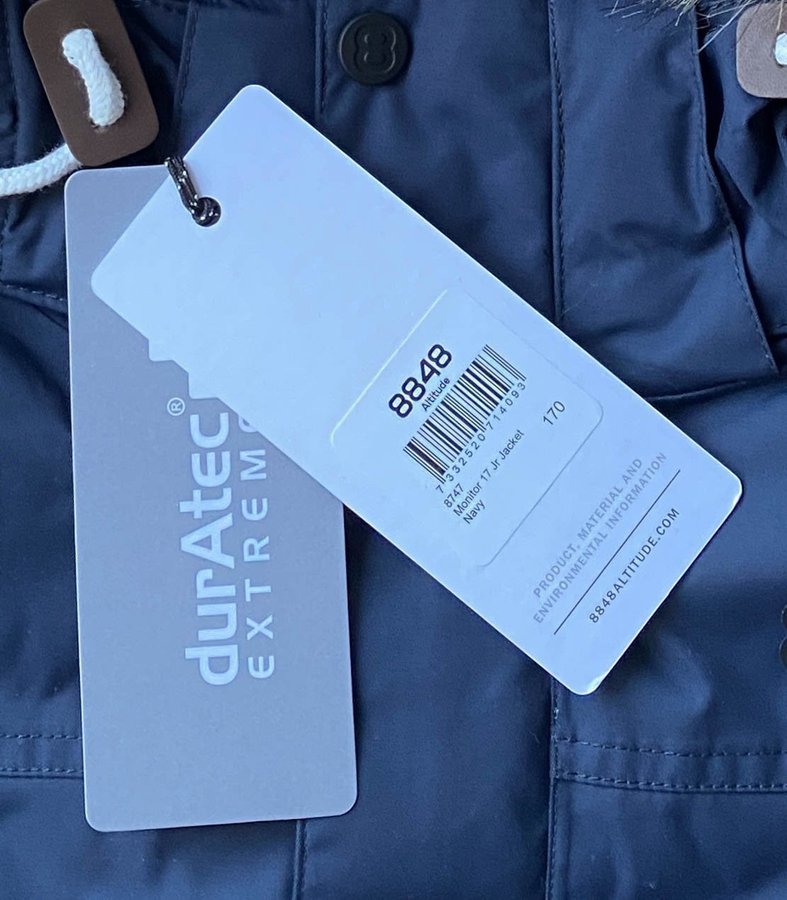 8
durAtec®
EXTREME
8848
Altitude
7 332520 714093
8747
Monitor 17 Jr Jacket
Navy
170
PRODUCT, MATERIAL AND
ENVIRONMENTAL INFORMATION
8848ALTITUDE.COM